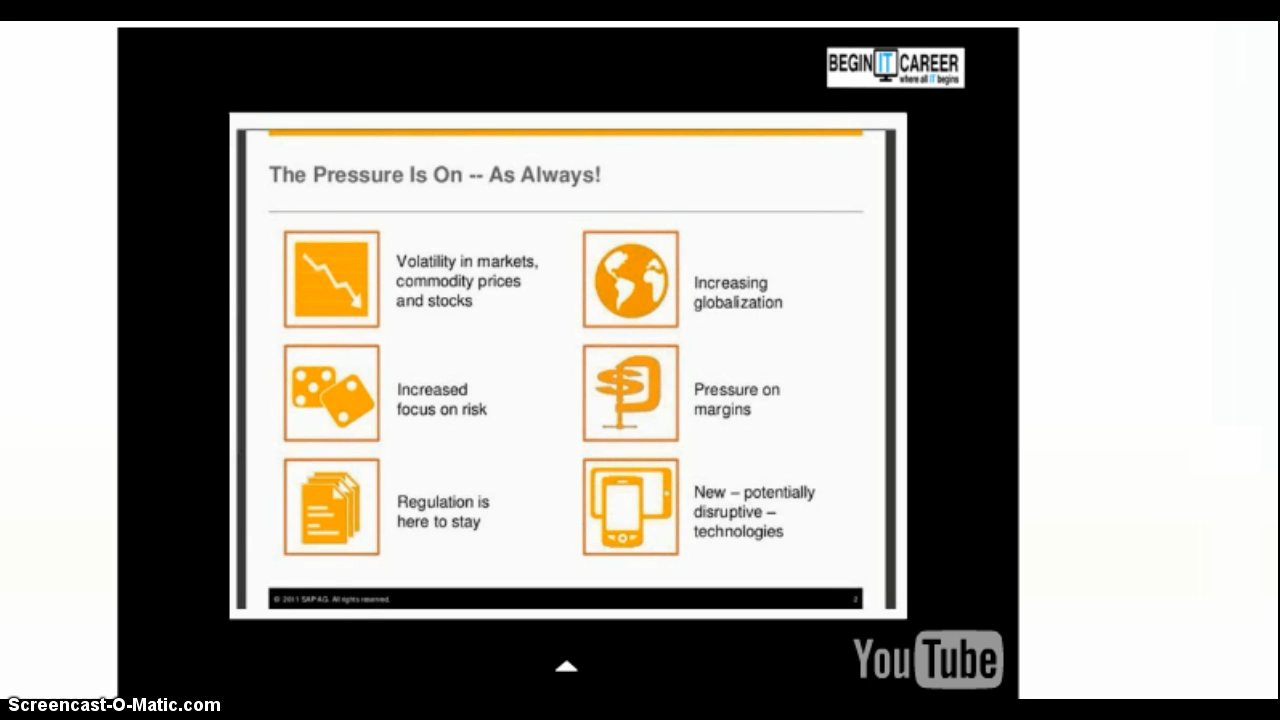 BEGIN IT CAREER
where all IT begins
The Pressure Is On -- As Always!
Volatility in markets,
commodity prices
and stocks
Increasing
globalization
Increased
focus on risk
Pressure on
margins
Regulation is
here to stay
New – potentially
disruptive –
technologies
© 2011 SAP AG. All rights reserved.
2
YouTube
Screencast-O-Matic.com